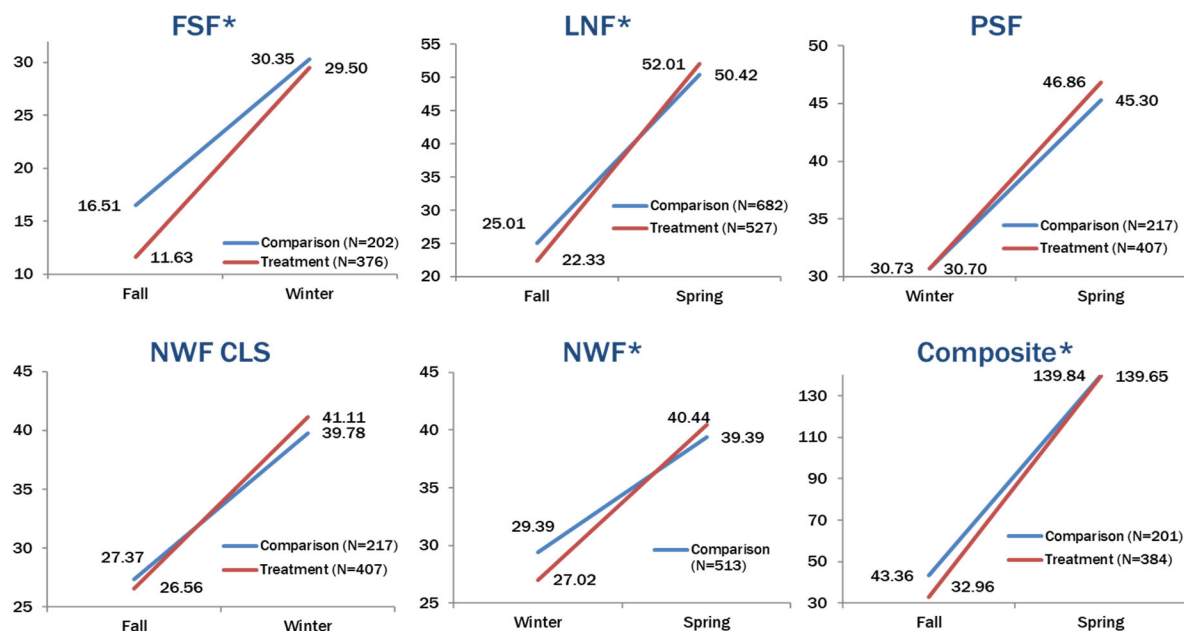 FSF*
30
25
20
15
10
30.35
29.50
16.51
11.63
Comparison (N=202)
Treatment (N=376)
Fall
Winter
LNF*
55
50
45
40
35
30
25
20
52.01
50.42
25.01
22.33
Comparison (N=682)
Treatment (N=527)
Fall
Spring
PSF
50
45
40
35
30
46.86
45.30
30.73
30.70
Comparison (N=217)
Treatment (N=407)
Winter
Spring
NWF CLS
45
40
35
30
25
41.11
39.78
27.37
26.56
Comparison (N=217)
Treatment (N=407)
Fall
Winter
NWF*
45
40
35
30
25
40.44
39.39
29.39
27.02
Comparison
(N=513)
Winter
Spring
Composite*
130
110
90
70
50
30
139.84
139.65
43.36
32.96
Comparison (N=201)
Treatment (N=384)
Fall
Spring